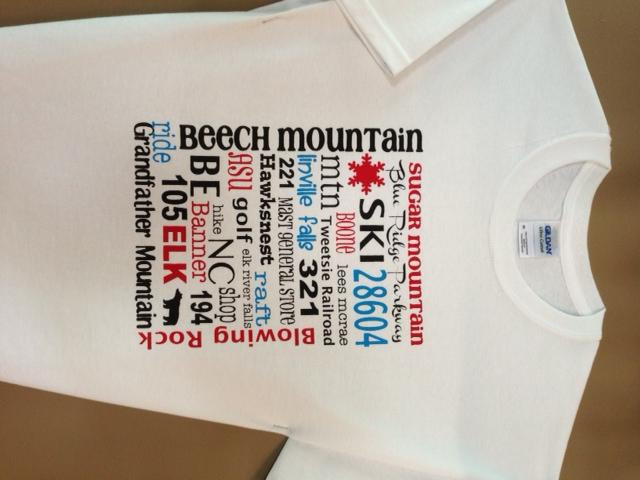 GILDAN
SUGAR MOUNTAIN
Blue Ridge Parkway
SKI 28604
BOONE lees mcrae
mtn Tweetsie Railroad
linville falls 321
221 Mast general store
Hawksnest raft
ASU golf elk river falls
BE hike NC shop
Banner 194
ride 105 ELK
Grandfather Mountain
BEECH MOUNTAIN
Blowing Rock